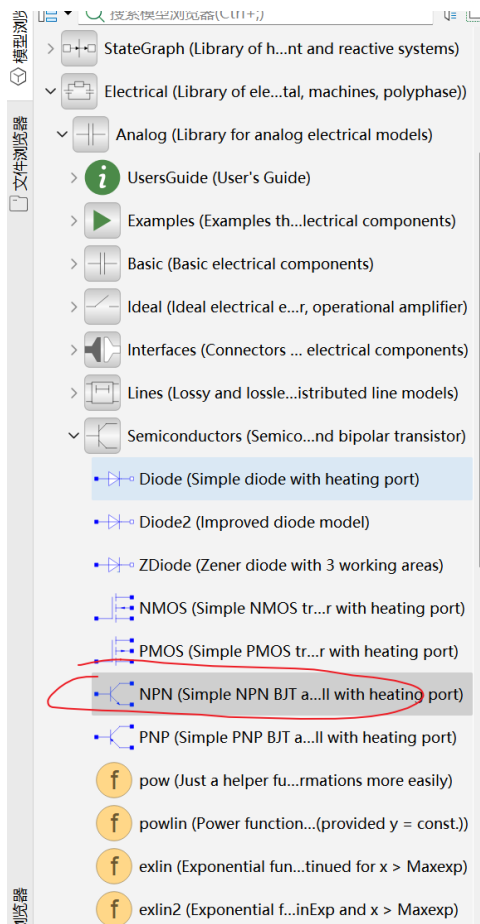 搜索模型浏览器(Ctrl+;)
模型浏览
StateGraph (Library of h...nt and reactive systems)
Electrical (Library of ele...tal, machines, polyphase))
Analog (Library for analog electrical models)
文件浏览器
i UsersGuide (User's Guide)
Examples (Examples th...lectrical components)
Basic (Basic electrical components)
Ideal (Ideal electrical e...r, operational amplifier)
Interfaces (Connectors ... electrical components)
Lines (Lossy and lossle...istributed line models)
Semiconductors (Semico...nd bipolar transistor)
Diode (Simple diode with heating port)
Diode2 (Improved diode model)
ZDiode (Zener diode with 3 working areas)
NMOS (Simple NMOS tr...r with heating port)
PMOS (Simple PMOS tr...r with heating port)
NPN (Simple NPN BJT a...ll with heating port)
PNP (Simple PNP BJT a...ll with heating port)
f pow (Just a helper fu...rmations more easily)
f powlin (Power function...(provided y = const.))
f exlin (Exponential fun...tinued for x > Maxexp)
f exlin2 (Exponential f...inExp and x > Maxexp)
浏览器